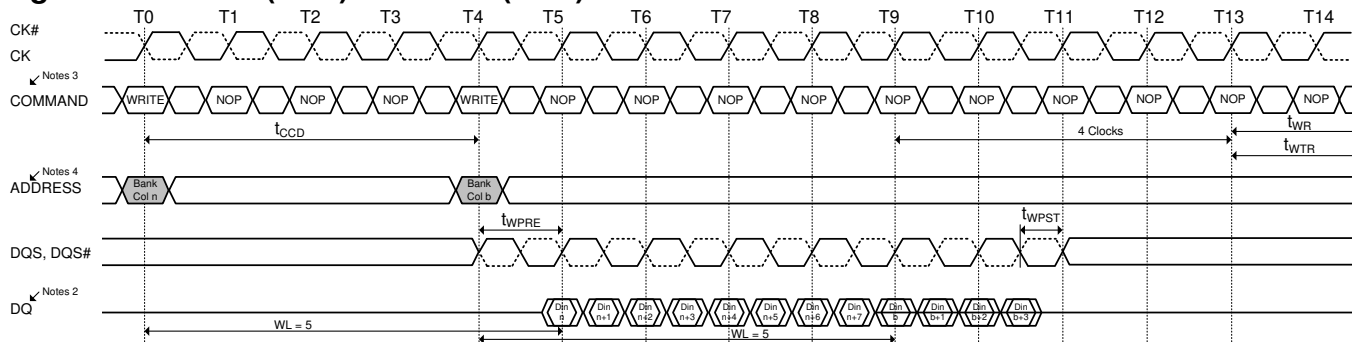 T0 T1 T2 T3 T4 T5 T6 T7 T8 T9 T10 T11 T12 T13 T14
CK#
CK
Notes 3
COMMAND WRITE NOP NOP NOP WRITE NOP NOP NOP NOP NOP NOP NOP NOP NOP NOP
tCCD 4 Clocks tWR
tWTR
Notes 4
ADDRESS Bank Col n Bank Col b
tWPRE tWPST
DQS, DQS#
Notes 2
DQ Din n Din n+1 Din n+2 Din n+3 Din n+4 Din n+5 Din n+6 Din n+7 Din b Din b+1 Din b+2 Din b+3
WL = 5 WL = 5